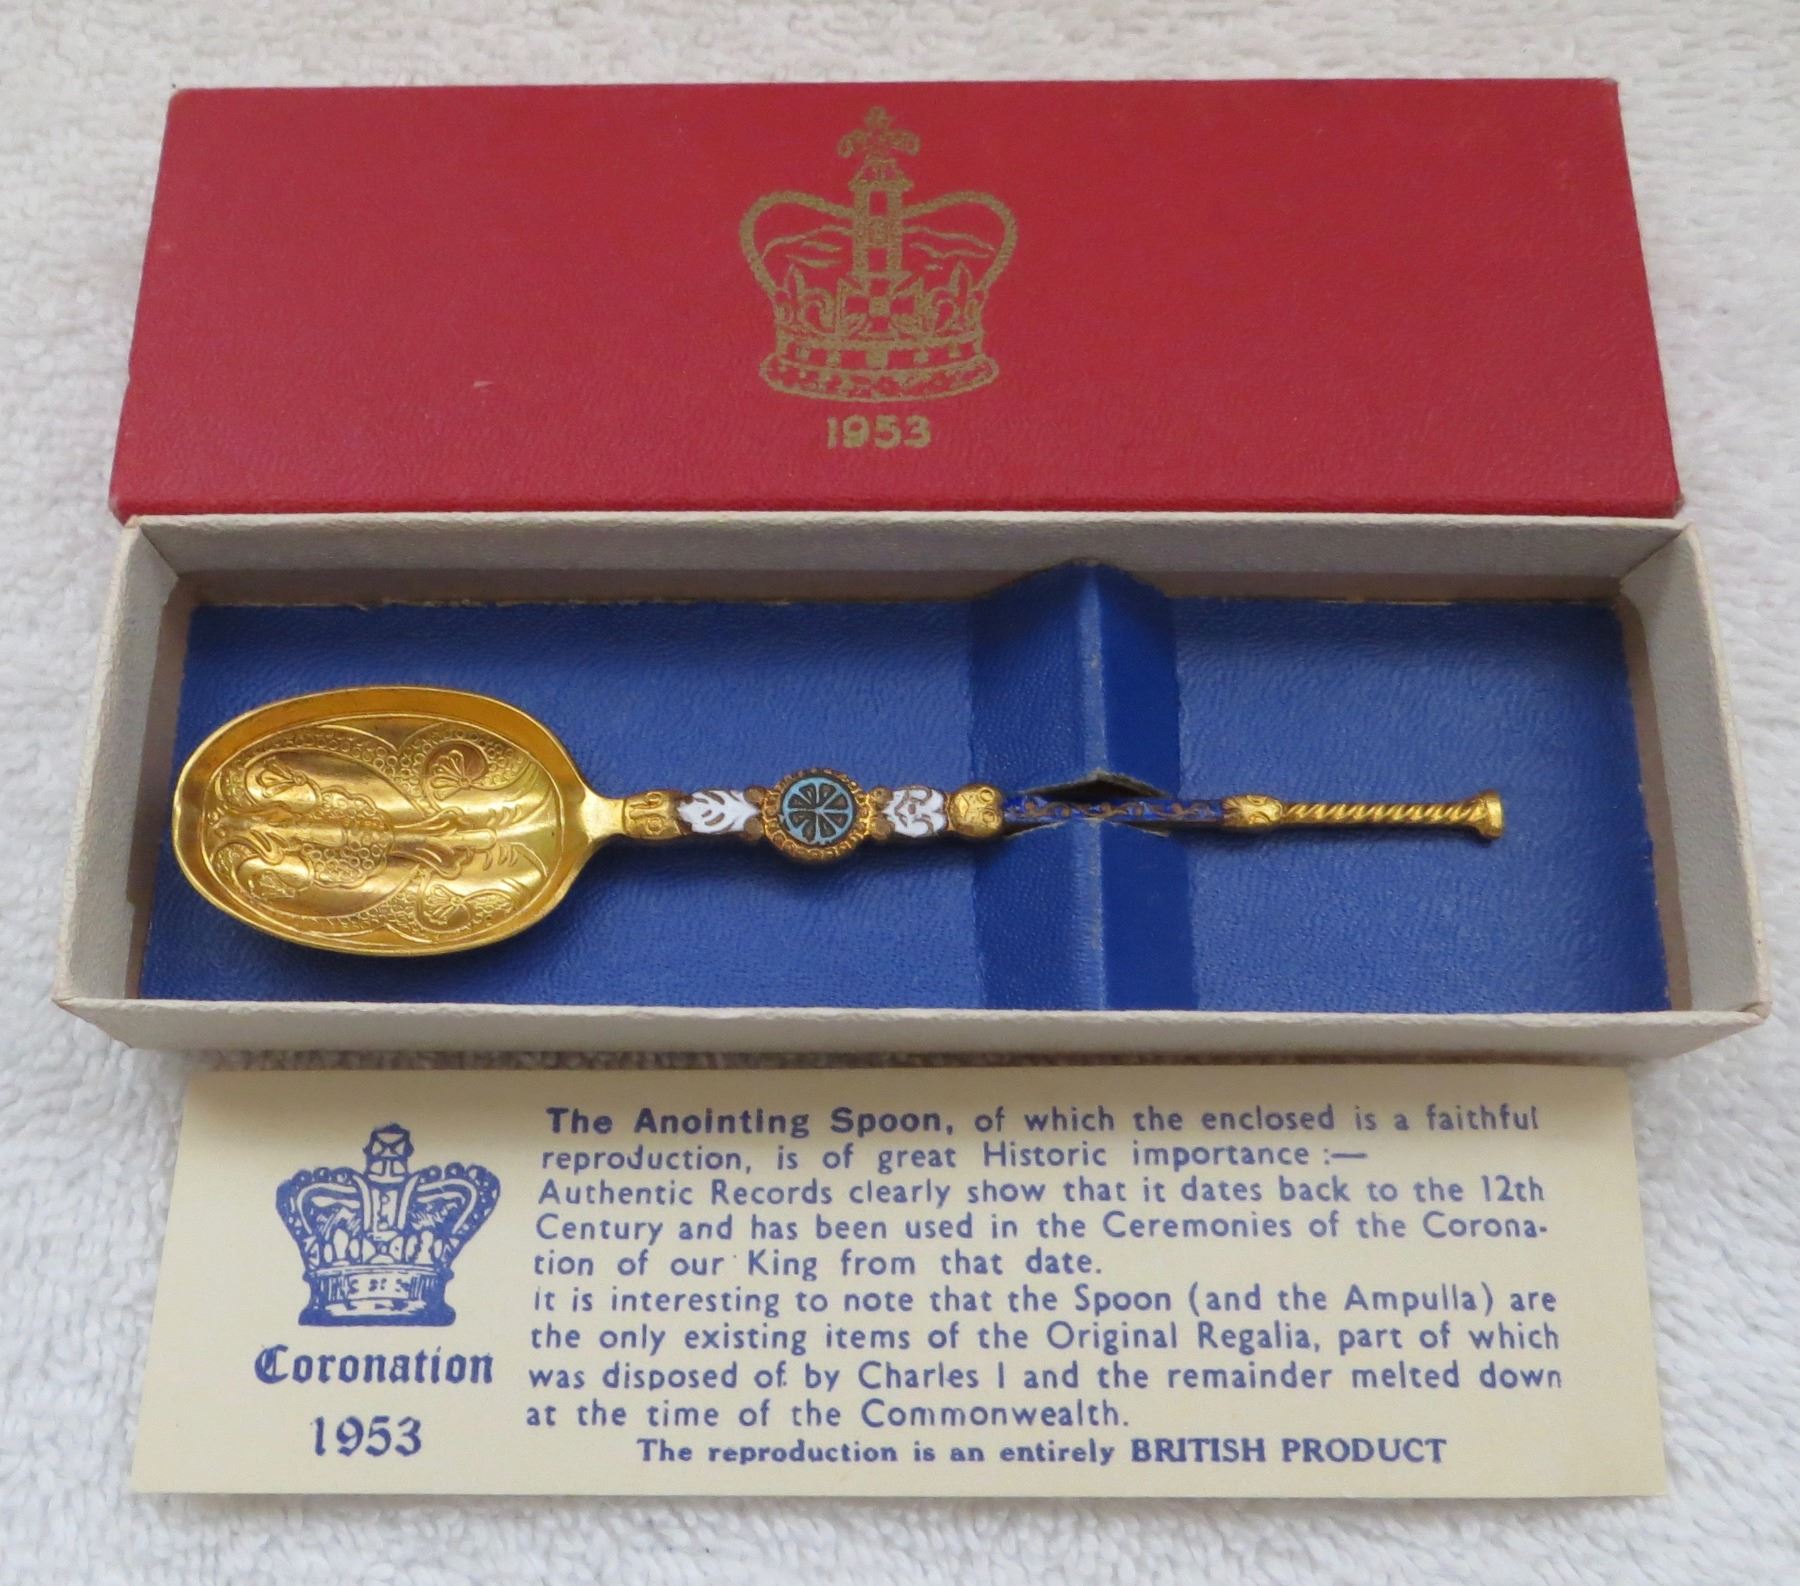 1953
The Anointing Spoon, of which the enclosed is a faithful
reproduction, is of great Historic importance :—
Authentic Records clearly show that it dates back to the 12th
Century and has been used in the Ceremonies of the Corona-
tion of our King from that date.
It is interesting to note that the Spoon (and the Ampulla) are
the only existing items of the Original Regalia, part of which
was disposed of by Charles I and the remainder melted down
at the time of the Commonwealth.
The reproduction is an entirely BRITISH PRODUCT
Coronation
1953